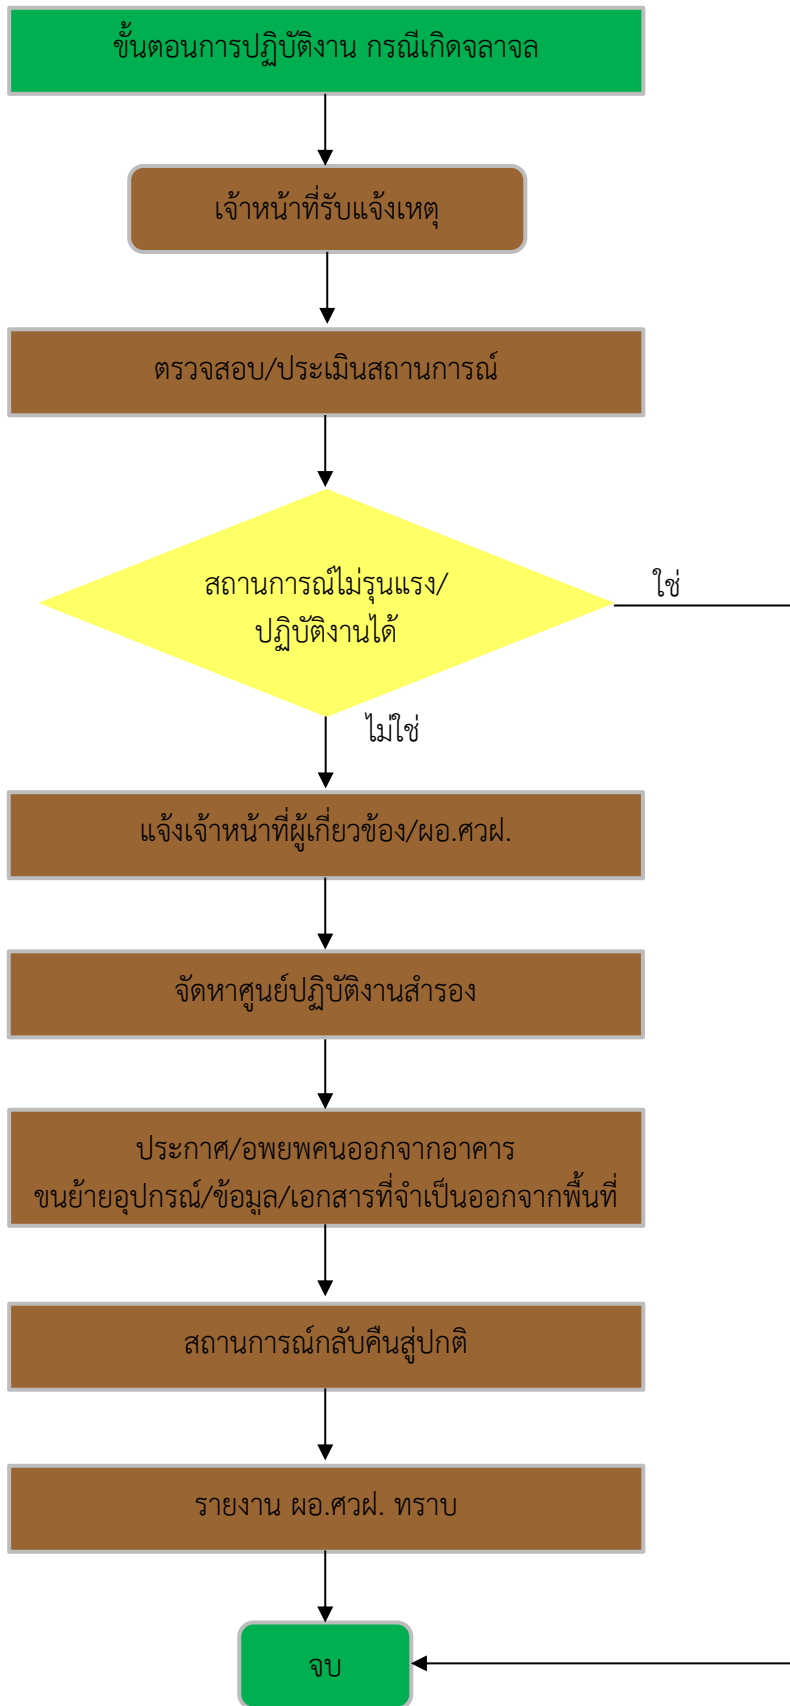 ขั้นตอนการปฏิบัติงาน กรณีเกิดจลาจล
เจ้าหน้าที่รับแจ้งเหตุ
ตรวจสอบ/ประเมินสถานการณ์
สถานการณ์ไม่รุนแรง/
ปฏิบัติงานได้
ใช่
ไม่ใช่
แจ้งเจ้าหน้าที่ผู้เกี่ยวข้อง/ผอ.ศวฝ.
จัดหาศูนย์ปฏิบัติงานสำรอง
ประกาศ/อพยพคนออกจากอาคาร
ขนย้ายอุปกรณ์/ข้อมูล/เอกสารที่จำเป็นออกจากพื้นที่
สถานการณ์กลับคืนสู่ปกติ
รายงาน ผอ.ศวฝ. ทราบ
จบ